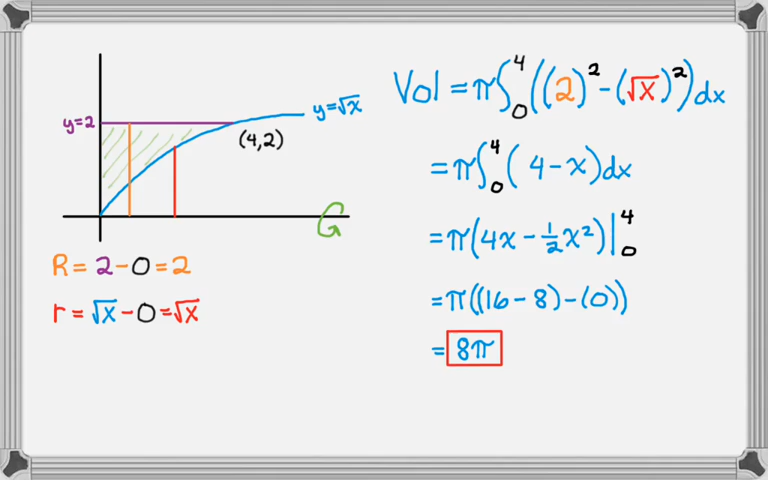 y=√x
y=2
(4,2)
R = 2 - 0 = 2
r = √x - 0 = √x
Vol = π∫₀⁴((2)² - (√x)²)dx
= π∫₀⁴(4 - x)dx
= π(4x - ½x²)|₀⁴
= π((16 - 8) - (0))
= 8π